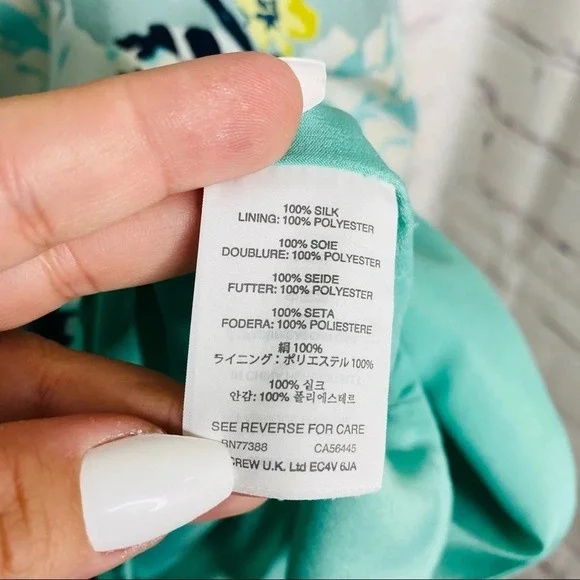 100% SILK
LINING: 100% POLYESTER
100% SOIE
DOUBLURE: 100% POLYESTER
100% SEIDE
FUTTER: 100% POLYESTER
100% SETA
FODERA: 100% POLIESTERE
絹 100%
ライニング：ポリエステル 100%
100% 실크
안감: 100% 폴리에스테르
SEE REVERSE FOR CARE
RN77388 CA56445
CREW U.K. Ltd EC4V 6JA